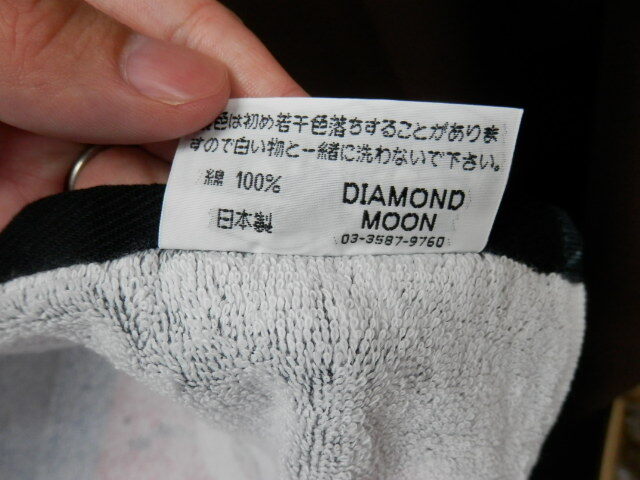 色は初め若干色落ちすることがありま
すので白い物と一緒に洗わないで下さい。
綿 100%
日本製
DIAMOND
MOON
03-3587-9760